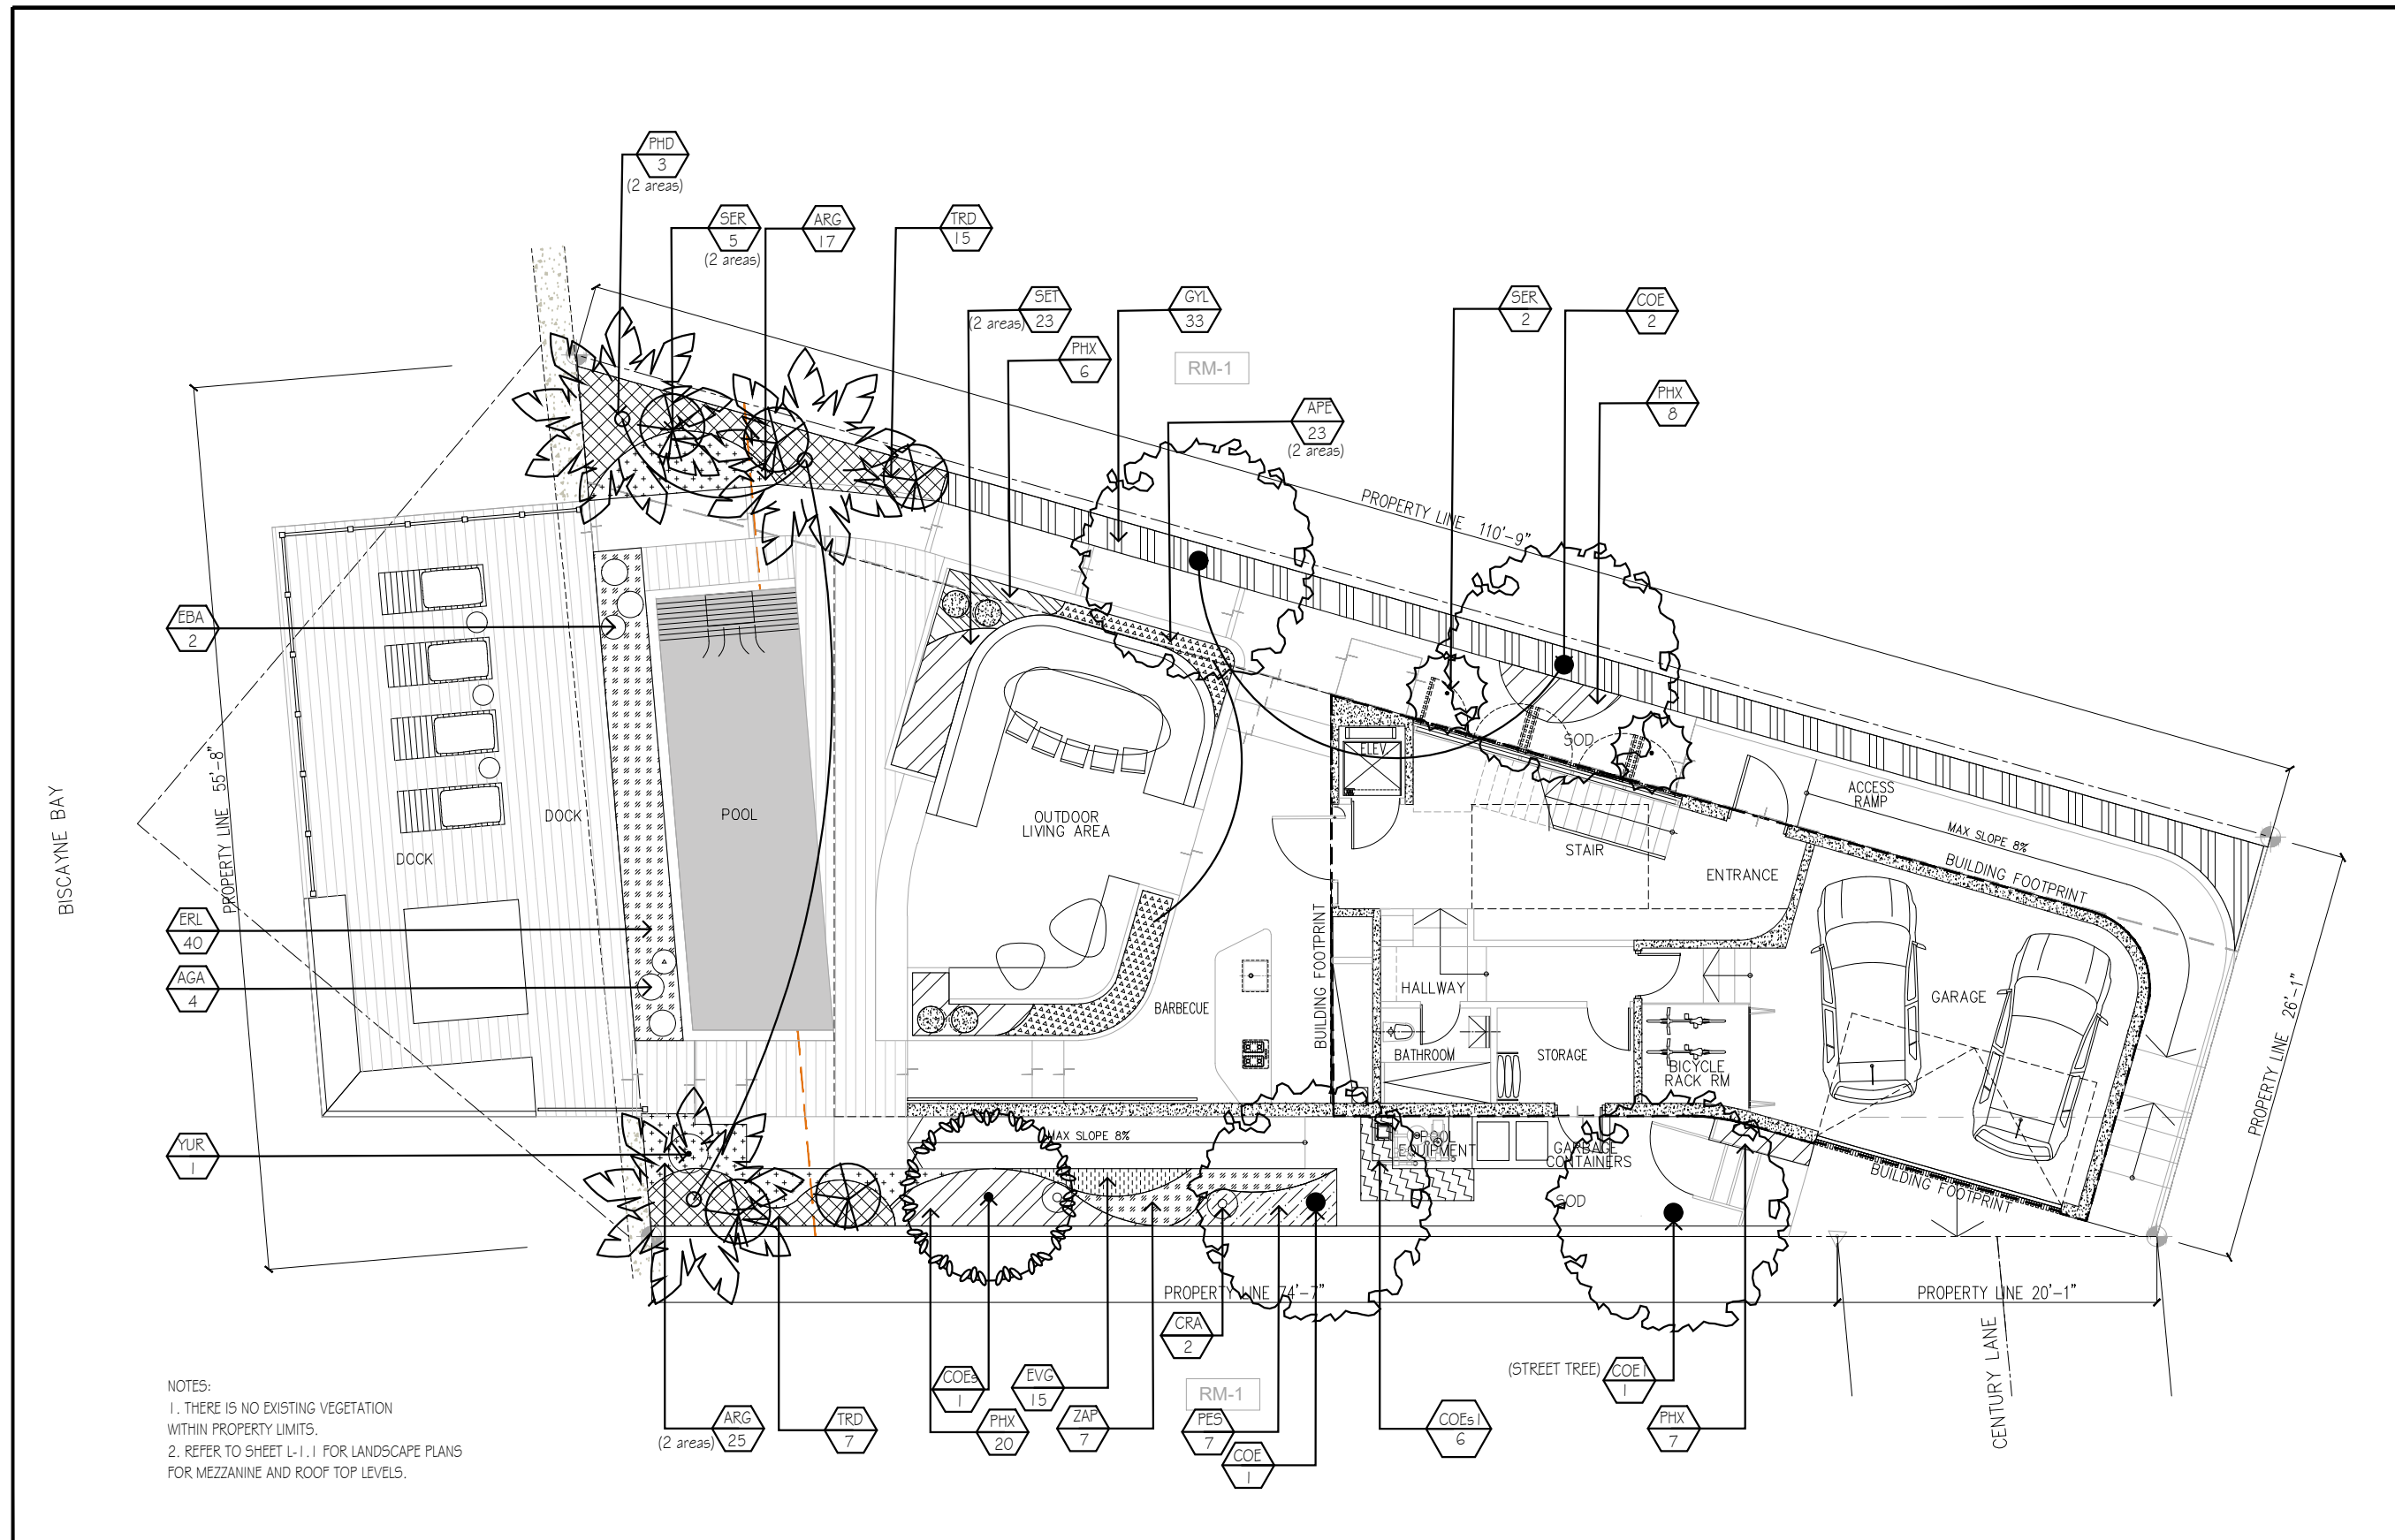 PHD
3
(2 areas)
SER
5
(2 areas)
ARG
17
TRD
15
SET
23
(2 areas)
GYL
33
SER
2
COE
2
PHX
6
RM-1
PHX
8
APE
23
(2 areas)
PROPERTY LINE 110'-9"
EBA
2
SOD
ELEV
PROPERTY LINE 55'-8"
BISCAYNE BAY
DOCK
DOCK
POOL
OUTDOOR
LIVING AREA
ACCESS
RAMP
MAX SLOPE 8%
STAIR
ENTRANCE
BUILDING FOOTPRINT
ERL
40
AGA
4
BUILDING FOOTPRINT
HALLWAY
GARAGE
BARBECUE
BATHROOM
STORAGE
BICYCLE
RACK RM
PROPERTY LINE 26'-1"
YUR
1
MAX SLOPE 8%
POOL
EQUIPMENT
GARBAGE
CONTAINERS
BUILDING FOOTPRINT
SOD
PROPERTY LINE 74'-7"
PROPERTY LINE 20'-1"
CRA
2
CENTURY LANE
NOTES:
1. THERE IS NO EXISTING VEGETATION
WITHIN PROPERTY LIMITS.
2. REFER TO SHEET L-1.1 FOR LANDSCAPE PLANS
FOR MEZZANINE AND ROOF TOP LEVELS.
COEs
1
EVG
15
RM-1
(STREET TREE)
COE1
1
(2 areas)
ARG
25
TRD
7
PHX
20
ZAP
7
PES
7
COE
1
COEs1
6
PHX
7